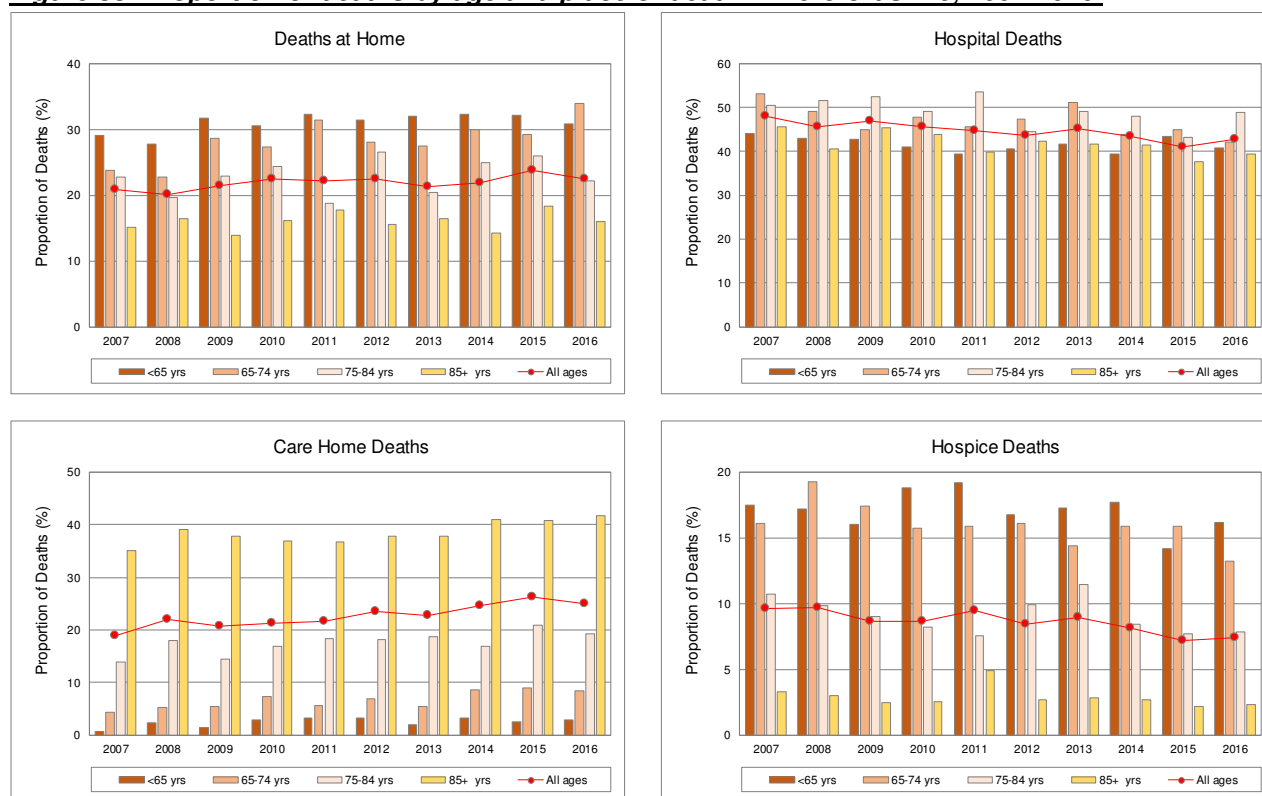 Deaths at Home
Proportion of Deaths (%)
40
30
20
10
0
2007 2008 2009 2010 2011 2012 2013 2014 2015 2016
<65 yrs 65-74 yrs 75-84 yrs 85+ yrs All ages
Hospital Deaths
Proportion of Deaths (%)
60
50
40
30
20
10
0
2007 2008 2009 2010 2011 2012 2013 2014 2015 2016
<65 yrs 65-74 yrs 75-84 yrs 85+ yrs All ages
Care Home Deaths
Proportion of Deaths (%)
50
40
30
20
10
0
2007 2008 2009 2010 2011 2012 2013 2014 2015 2016
<65 yrs 65-74 yrs 75-84 yrs 85+ yrs All ages
Hospice Deaths
Proportion of Deaths (%)
20
15
10
5
0
2007 2008 2009 2010 2011 2012 2013 2014 2015 2016
<65 yrs 65-74 yrs 75-84 yrs 85+ yrs All ages